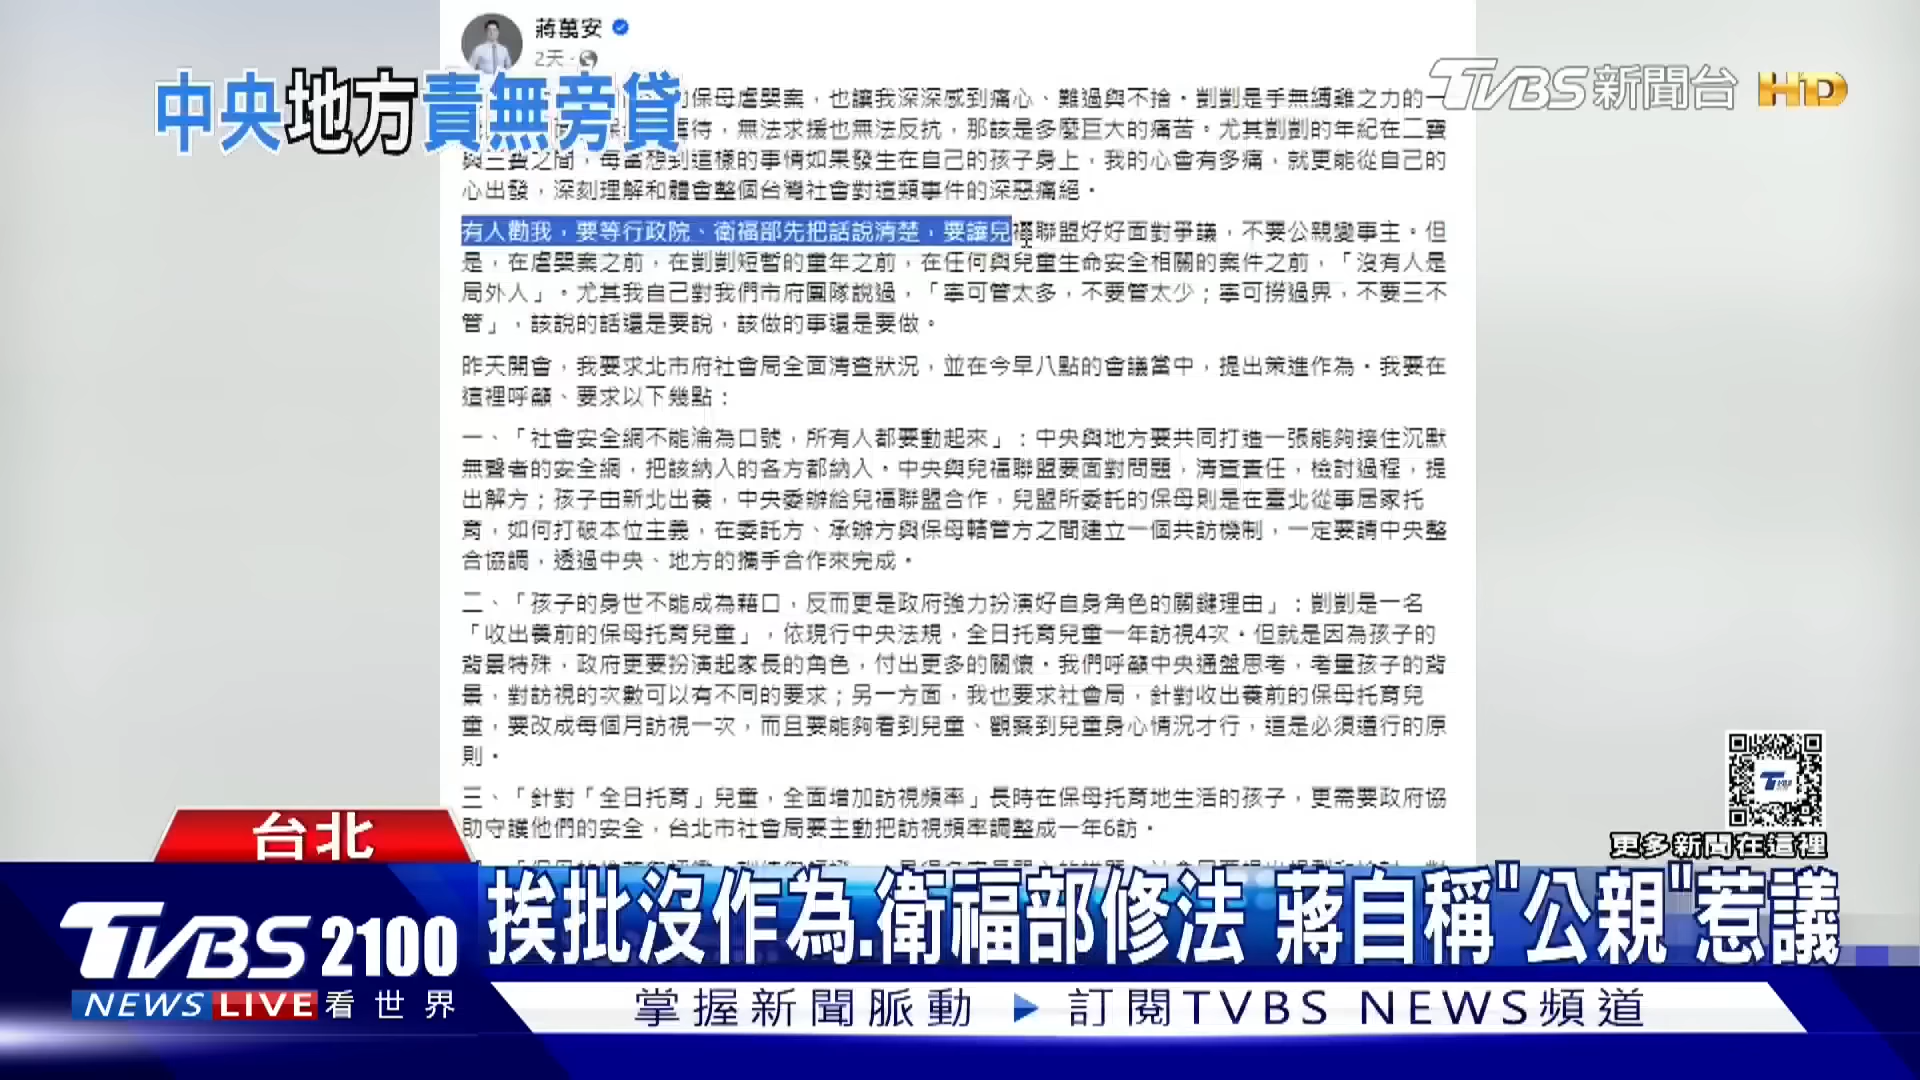 蔣萬安
2天
TVBS新聞台 HD
中央地方責無旁貸
的保母虐嬰案，也讓我深深感到痛心、難過與不捨。剴剴是手無縛雞之力的一
待，無法求援也無法反抗，那該是多麼巨大的痛苦。尤其剴剴的年紀在二寶
與三寶之間，每當想到這樣的事情如果發生在自己的孩子身上，我的心會有多痛，就更能從自己的
心出發，深刻理解和體會整個台灣社會對這類事件的深惡痛絕。
有人勸我，要等行政院、衛福部先把話說清楚，要讓兒福聯盟好好面對爭議，不要公親變事主。但
是，在虐嬰案之前，在剴剴短暫的童年之前，在任何與兒童生命安全相關的案件之前，「沒有人是
局外人」。尤其我自己對我們市府團隊說過，「寧可管太多，不要管太少；寧可撈過界，不要三不
管」，該說的話還是要說，該做的事還是要做。
昨天開會，我要求北市府社會局全面清查狀況，並在今早八點的會議當中，提出策進作為。我要在
這裡呼籲、要求以下幾點：
一、「社會安全網不能淪為口號，所有人都要動起來」：中央與地方要共同打造一張能夠接住沉默
無聲者的安全網，把該納入的各方都納入。中央與兒福聯盟要面對問題，清查責任，檢討過程，提
出解方；孩子由新北出養，中央委辦給兒福聯盟合作，兒盟所委託的保母則是在臺北從事居家托
育，如何打破本位主義，在委託方、承辦方與保母轄管方之間建立一個共訪機制，一定要請中央整
合協調，透過中央、地方的攜手合作來完成。
二、「孩子的身世不能成為藉口，反而更是政府強力扮演好自身角色的關鍵理由」：剴剴是一名
「收出養前的保母托育兒童」，依現行中央法規，全日托育兒童一年訪視4次。但就是因為孩子的
背景特殊，政府更要扮演起家長的角色，付出更多的關懷。我們呼籲中央通盤思考，考量孩子的背
景，對訪視的次數可以有不同的要求；另一方面，我也要求社會局，針對收出養前的保母托育兒
童，要改成每個月訪視一次，而且要能夠看到兒童、觀察到兒童身心情況才行，這是必須遵行的原
則。
三、「針對「全日托育」兒童，全面增加訪視頻率」長時在保母托育地生活的孩子，更需要政府協
助守護他們的安全，台北市社會局要主動把訪視頻率調整成一年6訪。
更多新聞在這裡
台北
挨批沒作為.衛福部修法 蔣自稱"公親"惹議
TVBS 2100
NEWS LIVE 看世界
掌握新聞脈動 ▶ 訂閱TVBS NEWS頻道